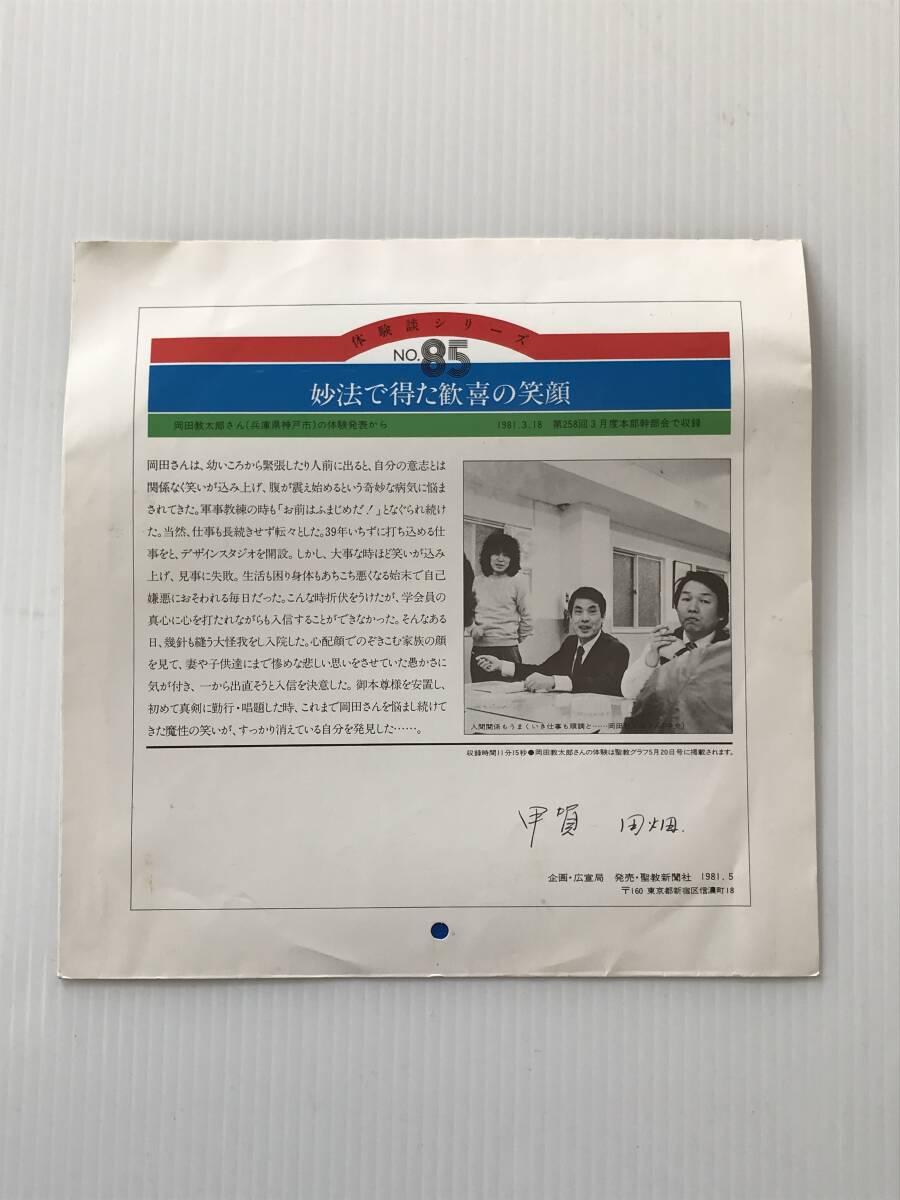 体験談シリーズ
NO.85
妙法で得た歓喜の笑顔
岡田教太郎さん(兵庫県神戸市)の体験発表から 1981.3.18 第258回3月度本部幹部会で収録
岡田さんは、幼いころから緊張したり人前に出ると、自分の意志とは
関係なく笑いが込み上げ、腹が震え始めるという奇妙な病気に悩ま
されてきた。軍事教練の時も「お前はふまじめだ!」となぐられ続け
た。当然、仕事も長続きせず転々とした。39年いちずに打ち込める仕
事をと、デザインスタジオを開設。しかし、大事な時ほど笑いが込み
上げ、見事に失敗。生活も困り身体もあちこち悪くなる始末で自己
嫌悪におそわれる毎日だった。こんな時折伏をうけたが、学会員の
真心に心を打たれながらも入信することができなかった。そんなある
日、幾針も縫う大怪我をし入院した。心配顔でのぞきこむ家族の顔
を見て、妻や子供達にまで惨めな悲しい思いをさせていた愚かさに
気が付き、一から出直そうと入信を決意した。御本尊様を安置し、
初めて真剣に勤行・唱題した時、これまで岡田さんを悩まし続けて
きた魔性の笑いが、すっかり消えている自分を発見した……。
人間関係もうまくいき仕事も順調と……岡田
収録時間11分15秒●岡田教太郎さんの体験は聖教グラフ5月20日号に掲載されます。
甲賀 田畑
企画・広宣局 発売・聖教新聞社 1981.5
〒160 東京都新宿区信濃町18